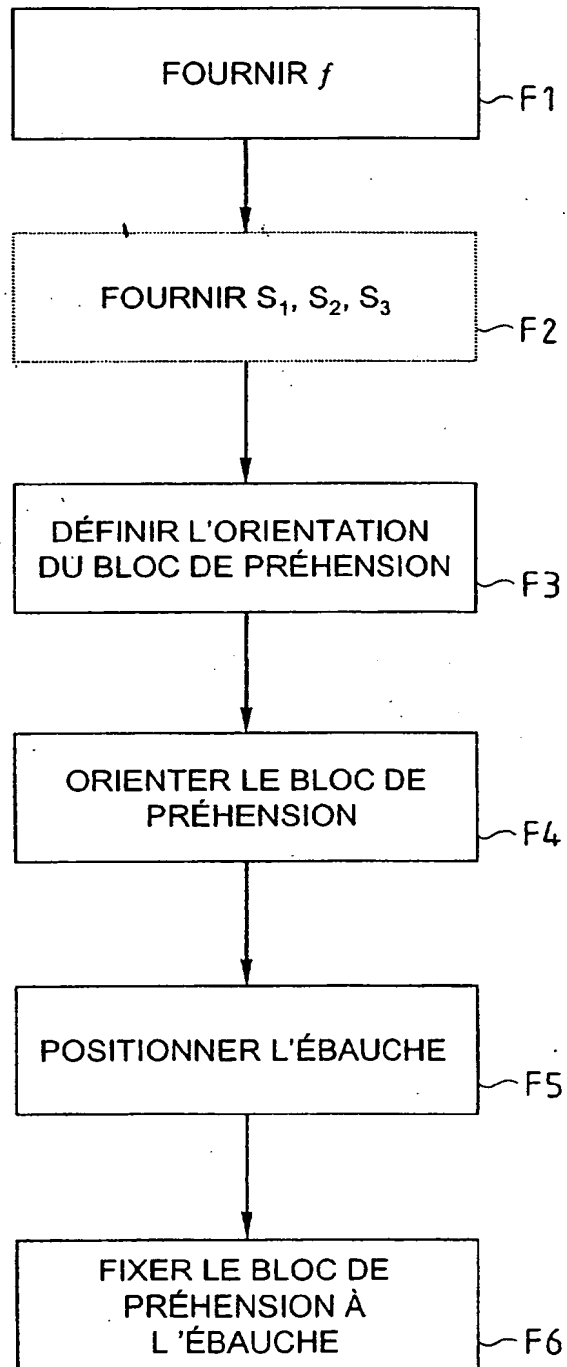 FOURNIR f
F1
FOURNIR S₁, S₂, S₃
F2
DÉFINIR L'ORIENTATION
DU BLOC DE PRÉHENSION
F3
ORIENTER LE BLOC DE
PRÉHENSION
F4
POSITIONNER L'ÉBAUCHE
F5
FIXER LE BLOC DE
PRÉHENSION À
L 'ÉBAUCHE
F6